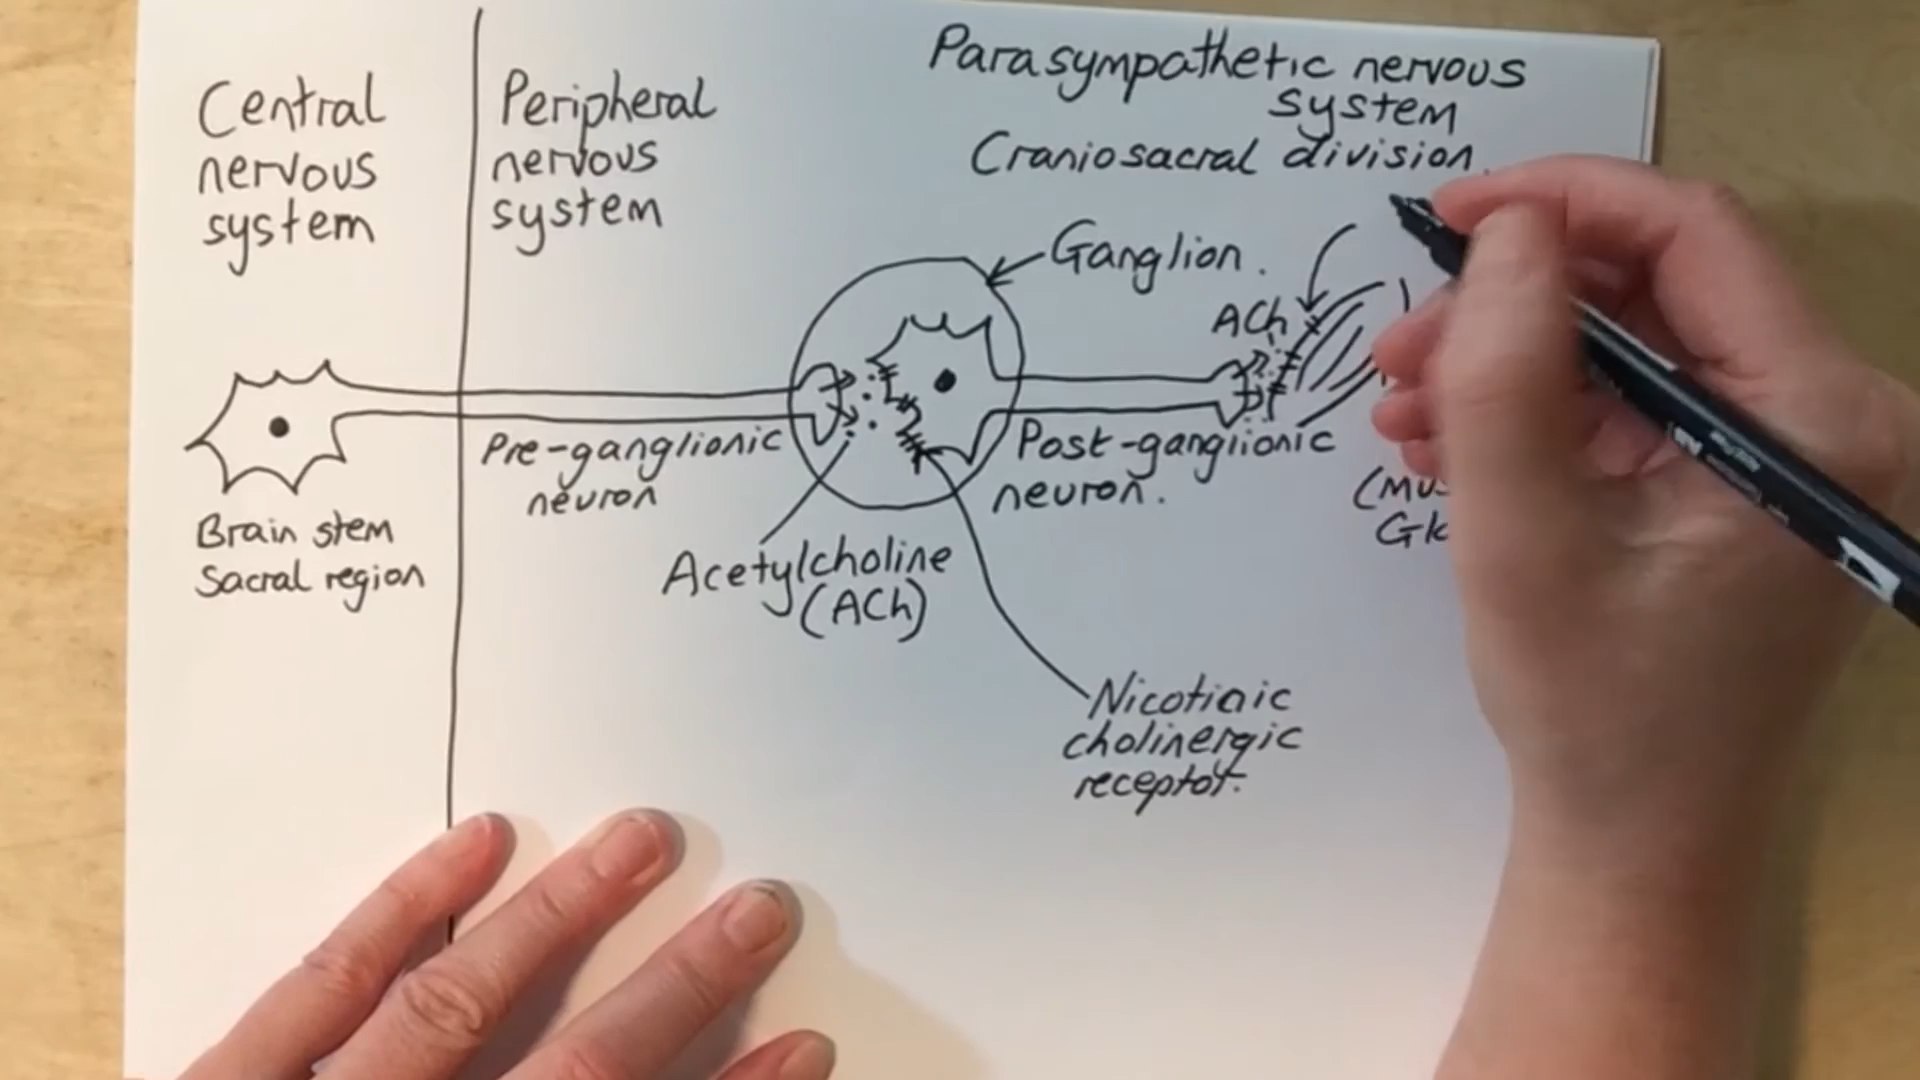 Central
nervous
system
Peripheral
nervous
system
Parasympathetic nervous
system
Craniosacral division.
Ganglion.
ACh
Pre-ganglionic
neuron
Post-ganglionic
neuron.
Brain stem
Sacral region
Acetylcholine
(ACh)
Nicotinic
cholinergic
receptor.